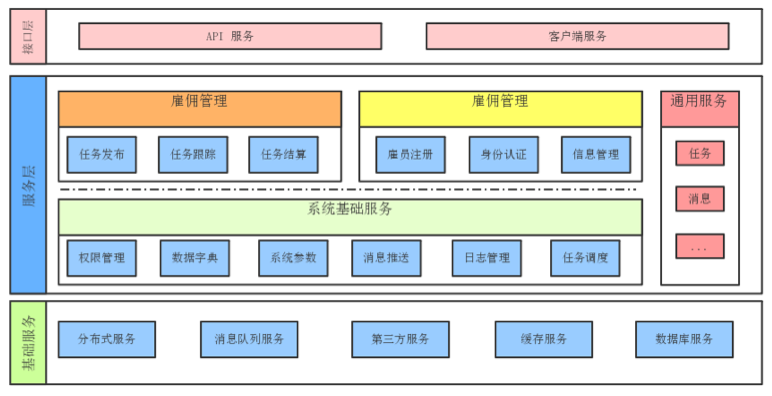 接口层
API 服务
客户端服务
服务层
雇佣管理
任务发布
任务跟踪
任务结算
雇佣管理
雇员注册
身份认证
信息管理
通用服务
任务
消息
...
系统基础服务
权限管理
数据字典
系统参数
消息推送
日志管理
任务调度
基础服务
分布式服务
消息队列服务
第三方服务
缓存服务
数据库服务